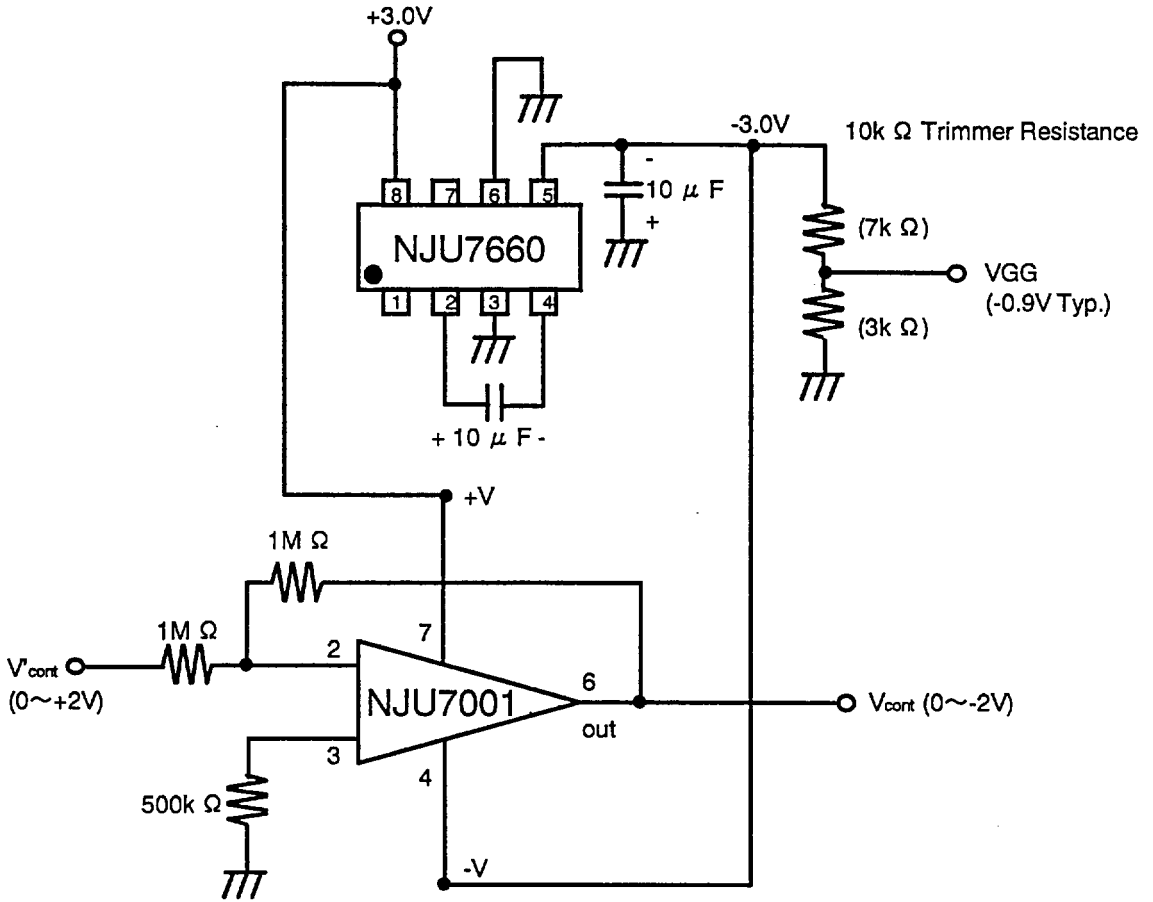 +3.0V
-3.0V
10k Ω Trimmer Resistance
8 7 6 5
-
10 μ F
+
NJU7660
(7k Ω)
VGG
(-0.9V Typ.)
(3k Ω)
1 2 3 4
+ 10 μ F -
+V
1M Ω
1M Ω
7
2
V'cont
(0～+2V)
NJU7001
6
out
Vcont (0～-2V)
3
4
500k Ω
-V